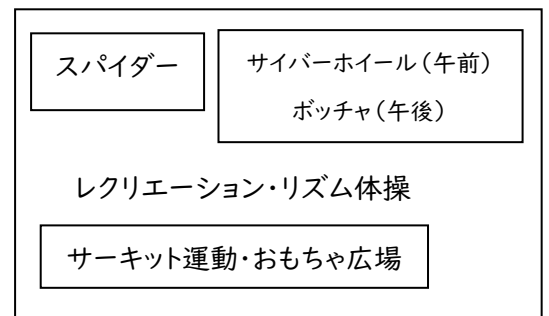 スパイダー
サイバーホイール(午前)
ボッチャ(午後)
レクリエーション・リズム体操
サーキット運動・おもちゃ広場